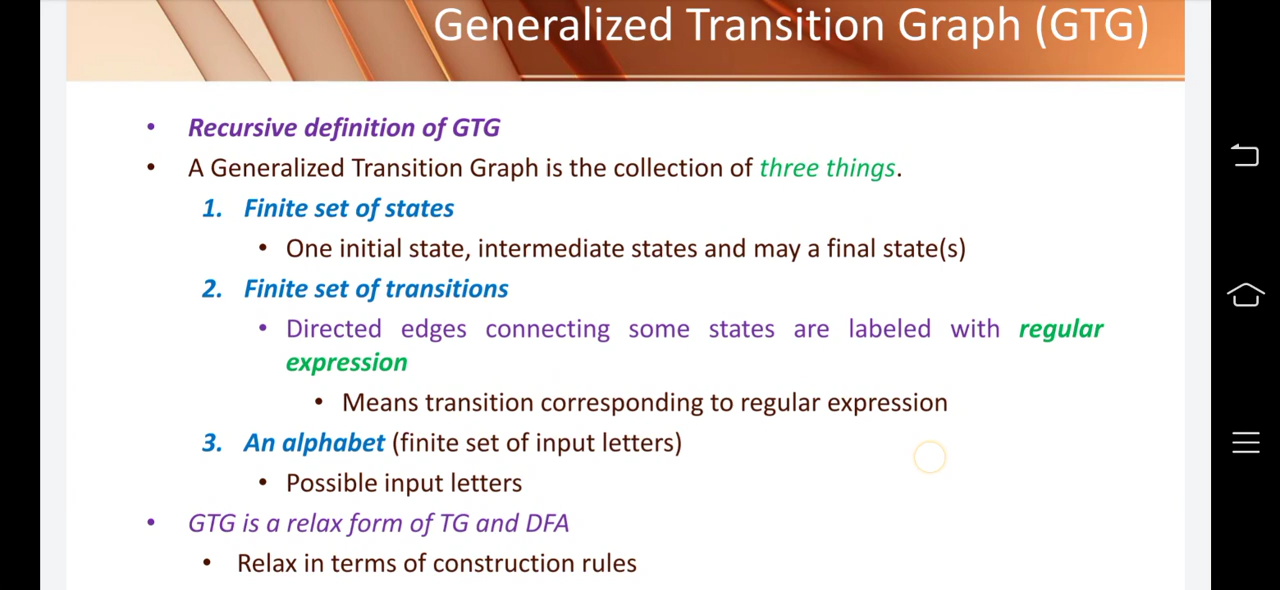 Generalized Transition Graph (GTG)
• Recursive definition of GTG
• A Generalized Transition Graph is the collection of three things.
1. Finite set of states
• One initial state, intermediate states and may a final state(s)
2. Finite set of transitions
• Directed edges connecting some states are labeled with regular
expression
• Means transition corresponding to regular expression
3. An alphabet (finite set of input letters)
• Possible input letters
• GTG is a relax form of TG and DFA
• Relax in terms of construction rules